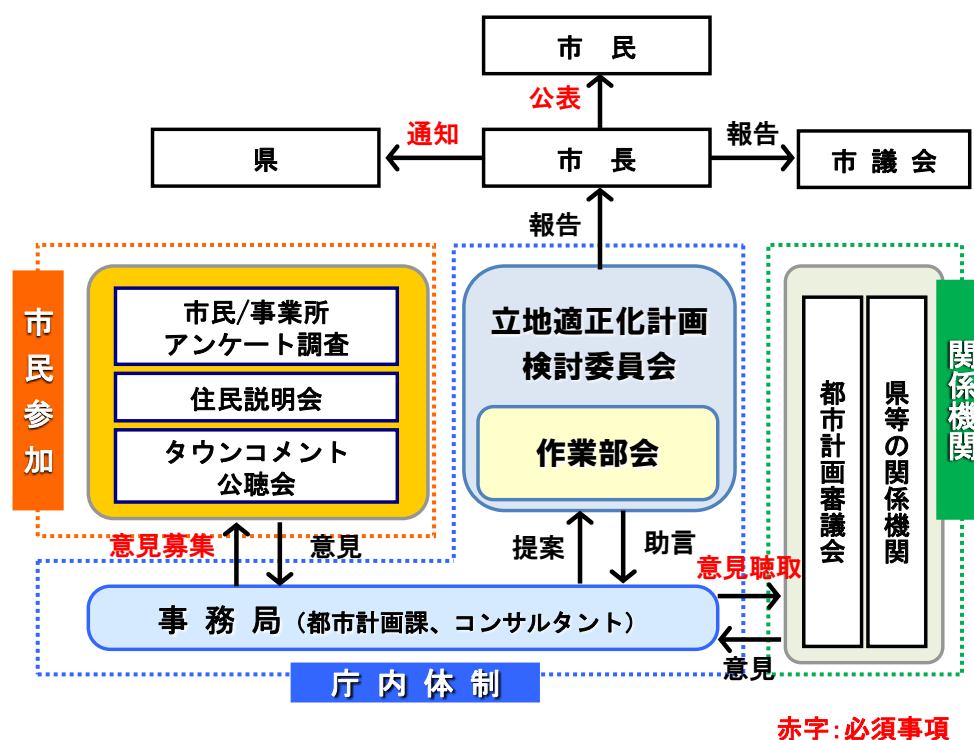 市　民
公表
通知
報告
県
市　長
市 議 会
報告
市民参加
市民/事業所
アンケート調査
住民説明会
タウンコメント
公聴会
立地適正化計画
検討委員会
作業部会
関係機関
都市計画審議会
県等の関係機関
意見募集
意見
提案
助言
意見聴取
事 務 局（都市計画課、コンサルタント）
意見
庁 内 体 制
赤字：必須事項